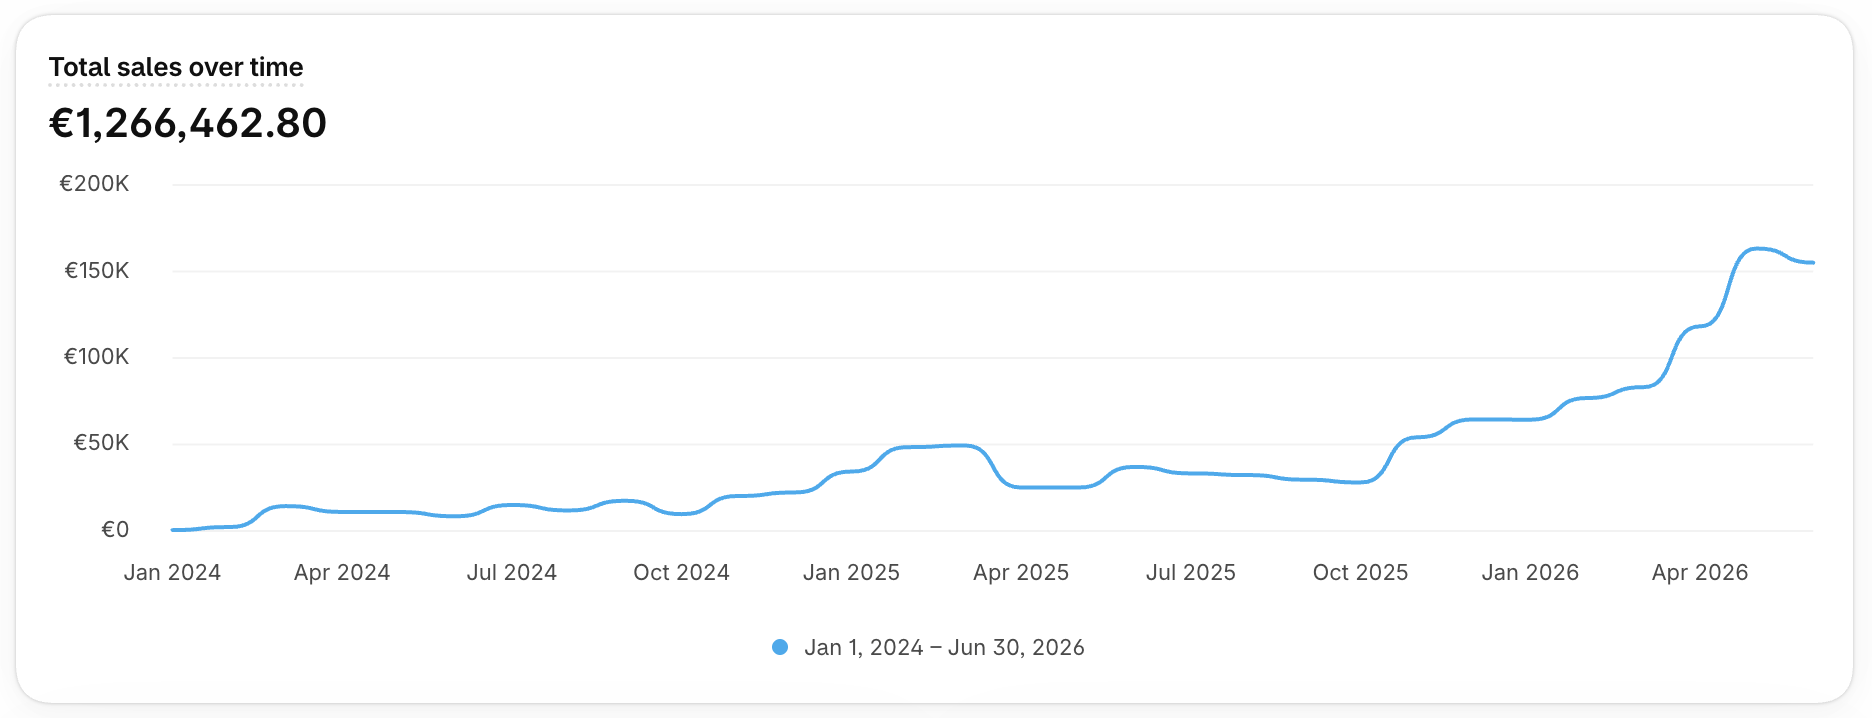 Total sales over time
€1,266,462.80
€200K
€150K
€100K
€50K
€0
Jan 2024 Apr 2024 Jul 2024 Oct 2024 Jan 2025 Apr 2025 Jul 2025 Oct 2025 Jan 2026 Apr 2026
Jan 1, 2024 – Jun 30, 2026